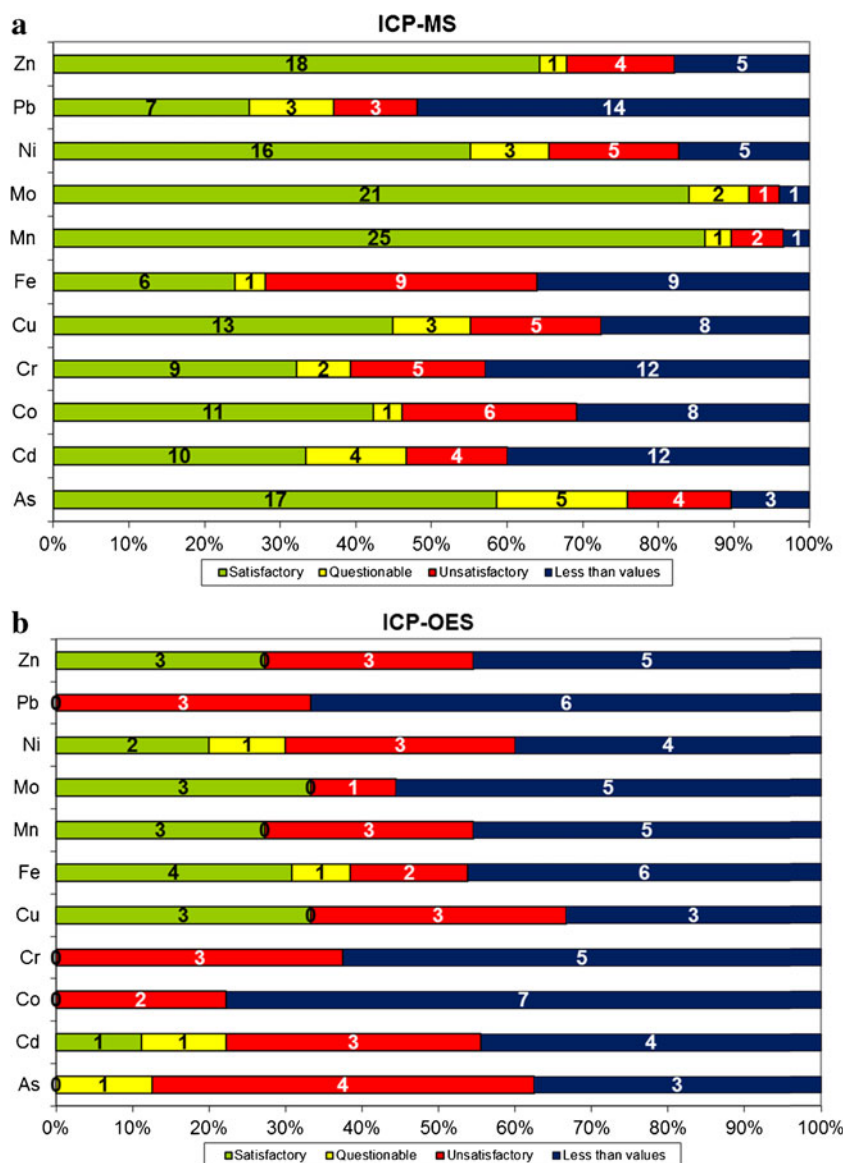 a
ICP-MS
Zn 18 1 4 5
Pb 7 3 3 14
Ni 16 3 5 5
Mo 21 2 1 1
Mn 25 1 2 1
Fe 6 1 9 9
Cu 13 3 5 8
Cr 9 2 5 12
Co 11 1 6 8
Cd 10 4 4 12
As 17 5 4 3
0% 10% 20% 30% 40% 50% 60% 70% 80% 90% 100%
Satisfactory Questionable Unsatisfactory Less than values
b
ICP-OES
Zn 3 0 3 5
Pb 0 3 6
Ni 2 1 3 4
Mo 3 0 1 5
Mn 3 0 3 5
Fe 4 1 2 6
Cu 3 0 3 3
Cr 0 3 5
Co 0 2 7
Cd 1 1 3 4
As 0 1 4 3
0% 10% 20% 30% 40% 50% 60% 70% 80% 90% 100%
Satisfactory Questionable Unsatisfactory Less than values